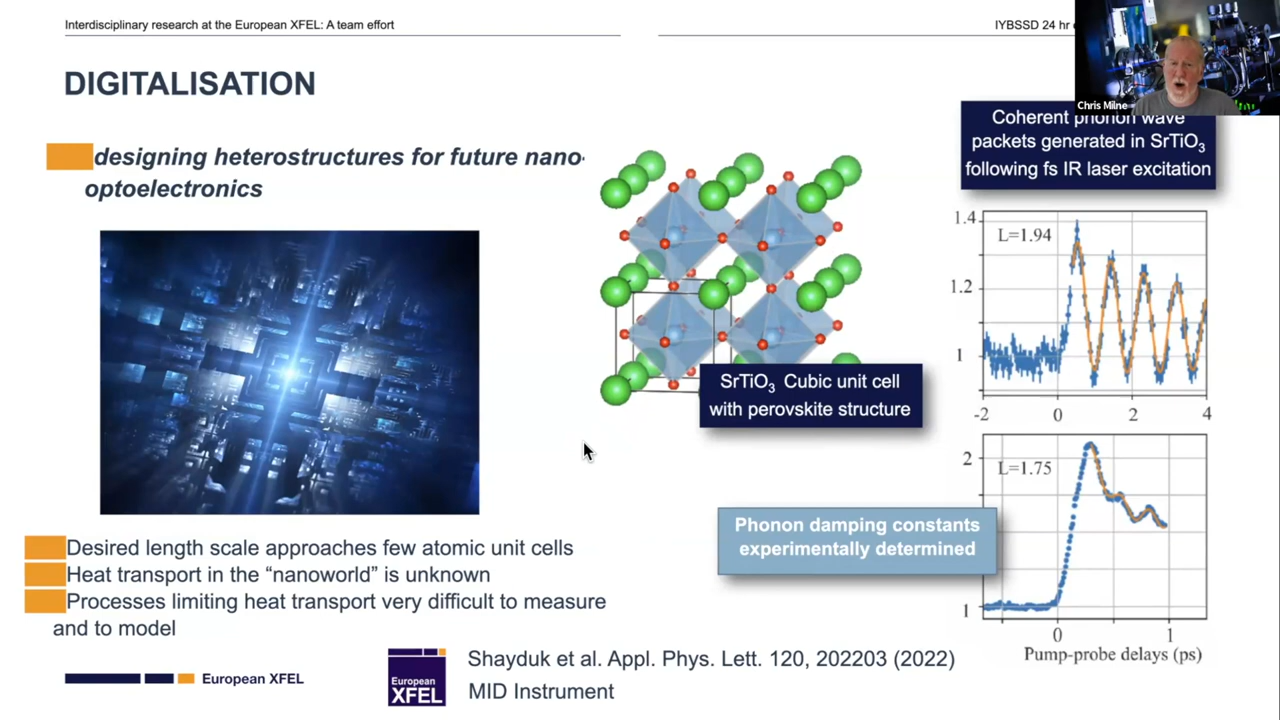 Interdisciplinary research at the European XFEL: A team effort
IYBSSD 24 hr
Chris Milne
DIGITALISATION
designing heterostructures for future nano-
optoelectronics
Coherent phonon wave
packets generated in SrTiO3
following fs IR laser excitation
1.4
L=1.94
1.2
1
-2 0 2 4
SrTiO3 Cubic unit cell
with perovskite structure
2
L=1.75
1
0 1
Pump-probe delays (ps)
Phonon damping constants
experimentally determined
Desired length scale approaches few atomic unit cells
Heat transport in the “nanoworld” is unknown
Processes limiting heat transport very difficult to measure
and to model
European XFEL
European
XFEL
Shayduk et al. Appl. Phys. Lett. 120, 202203 (2022)
MID Instrument